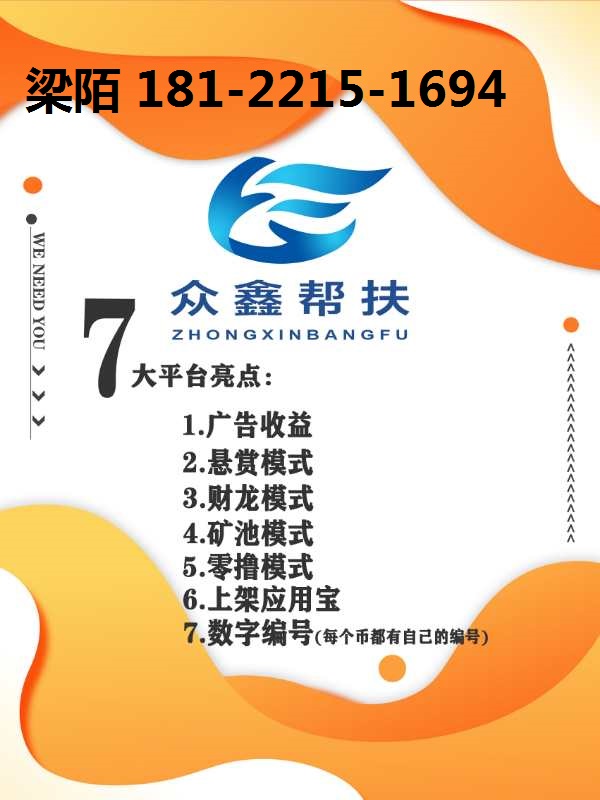 梁陌 181-2215-1694
WE NEED YOU
众鑫帮扶
ZHONGXINBANGFU
7
大平台亮点:
1.广告收益
2.悬赏模式
3.财龙模式
4.矿池模式
5.零撸模式
6.上架应用宝
7.数字编号(每个币都有自己的编号)